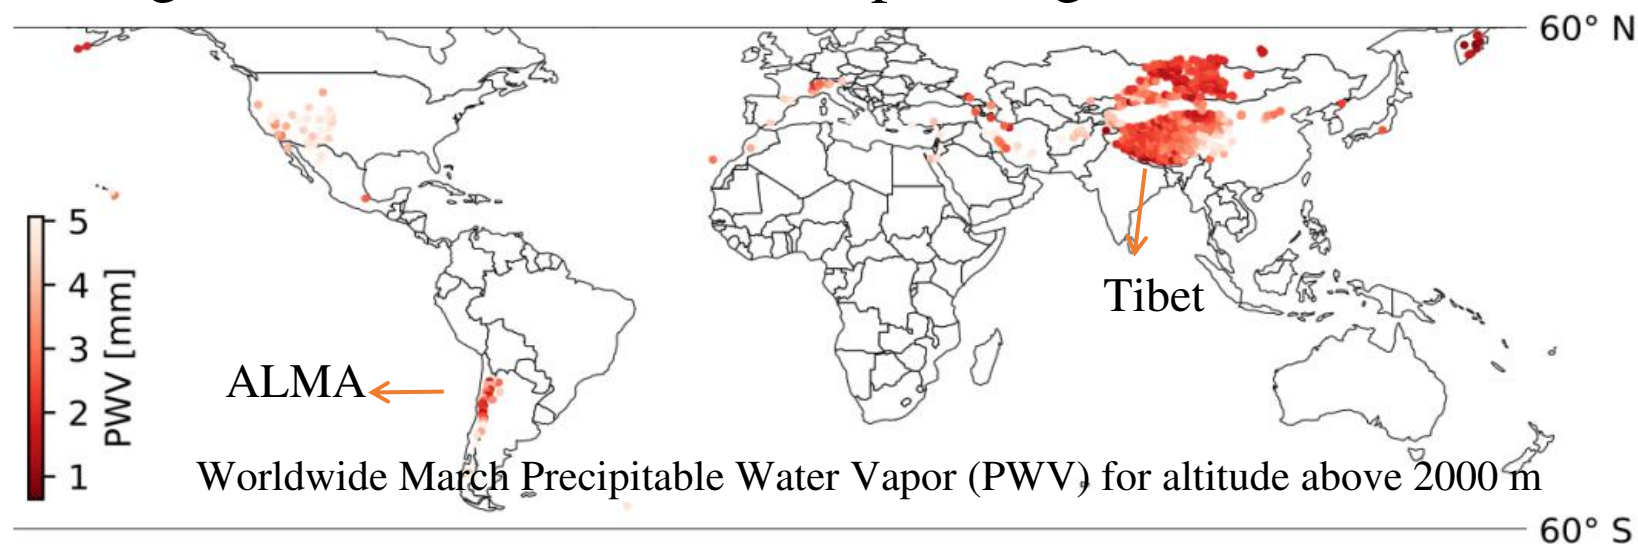 60° N
5
4
3
2
1
PWV [mm]
Tibet
ALMA
Worldwide March Precipitable Water Vapor (PWV) for altitude above 2000 m
60° S